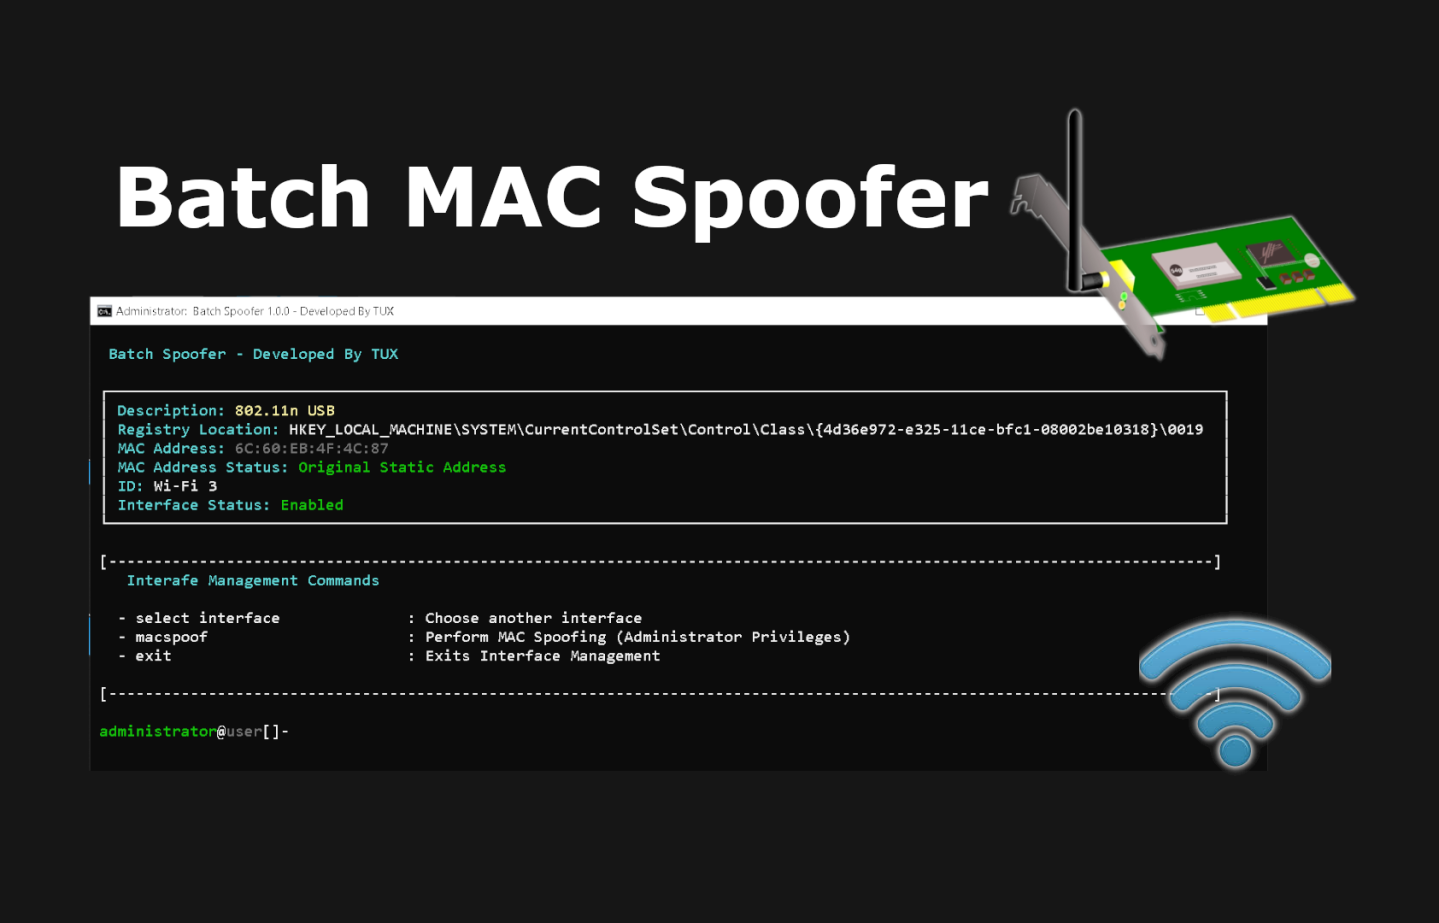 Batch MAC Spoofer
Administrator: Batch Spoofer 1.0.0 - Developed By TUX
Batch Spoofer - Developed By TUX
Description: 802.11n USB
Registry Location: HKEY_LOCAL_MACHINE\SYSTEM\CurrentControlSet\Control\Class\{4d36e972-e325-11ce-bfc1-08002be10318}\0019
MAC Address: 6C:60:EB:4F:4C:87
MAC Address Status: Original Static Address
ID: Wi-Fi 3
Interface Status: Enabled
[---------------------------------------------------------------------------------------------------------------------------]
Interafe Management Commands
- select interface : Choose another interface
- macspoof : Perform MAC Spoofing (Administrator Privileges)
- exit : Exits Interface Management
[---------------------------------------------------------------------------------------------------------------------------]
administrator@user[]-